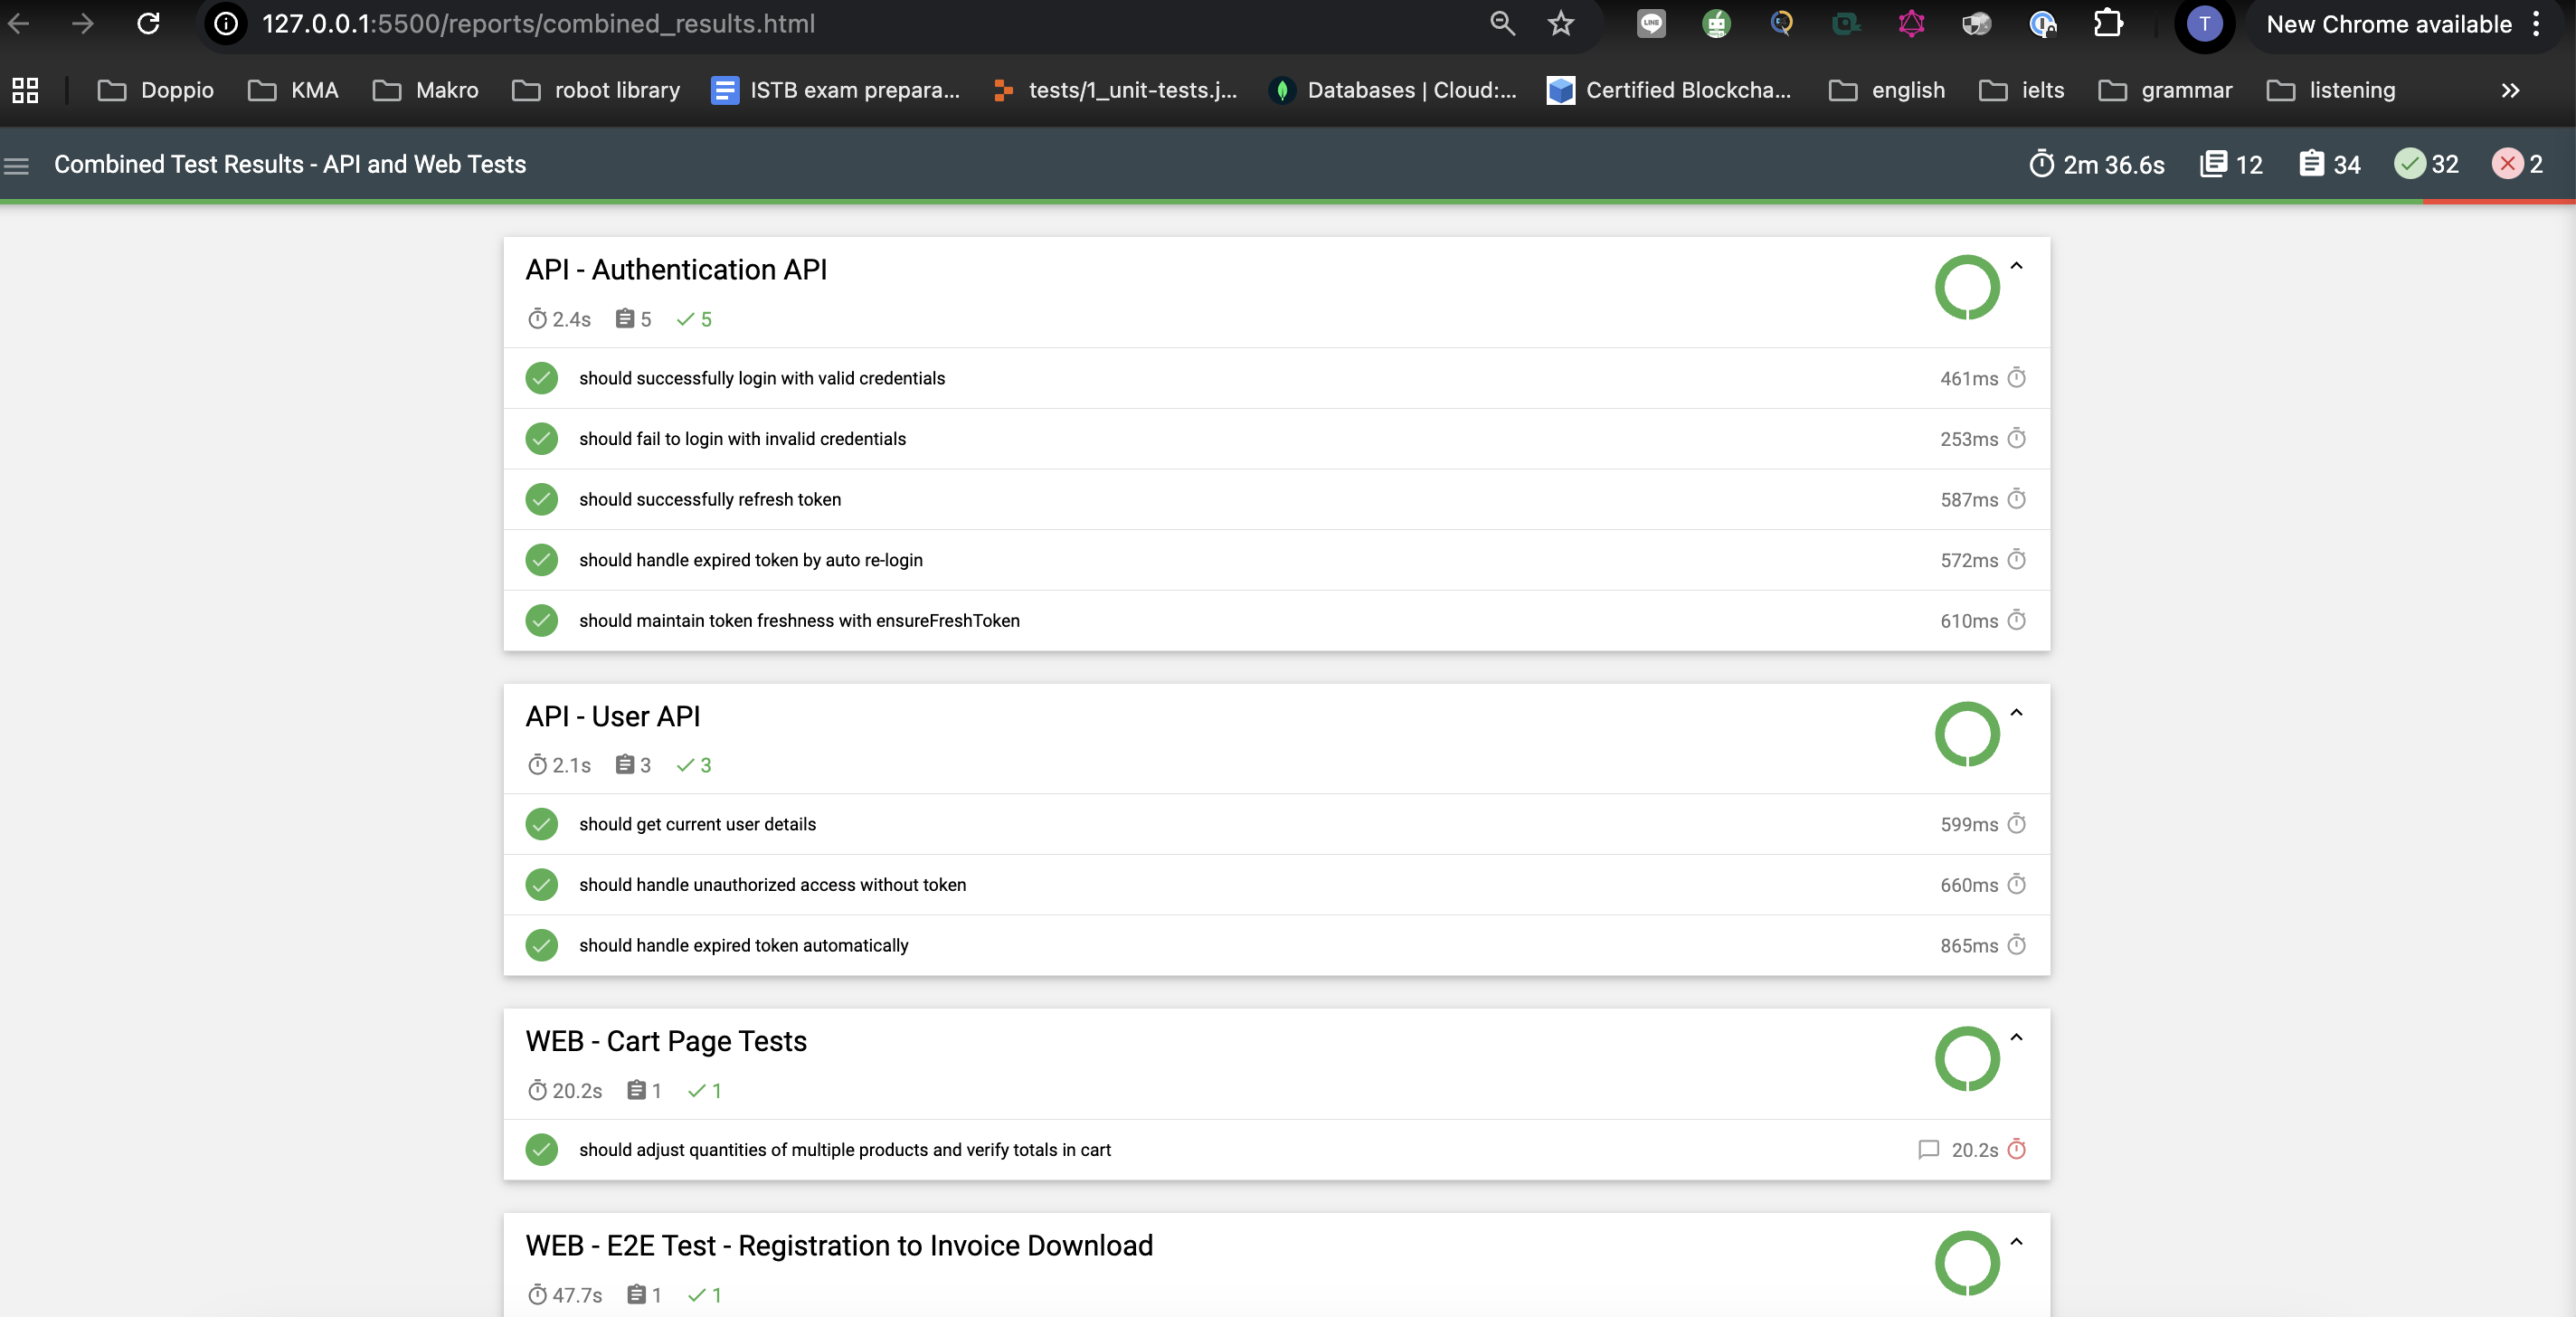 127.0.0.1:5500/reports/combined_results.html
LINE
T
New Chrome available
Doppio
KMA
Makro
robot library
ISTB exam prepara...
tests/1_unit-tests.j...
Databases | Cloud:...
Certified Blockcha...
english
ielts
grammar
listening
Combined Test Results - API and Web Tests
2m 36.6s
12
34
32
2
API - Authentication API
2.4s 5 5
should successfully login with valid credentials 461ms
should fail to login with invalid credentials 253ms
should successfully refresh token 587ms
should handle expired token by auto re-login 572ms
should maintain token freshness with ensureFreshToken 610ms
API - User API
2.1s 3 3
should get current user details 599ms
should handle unauthorized access without token 660ms
should handle expired token automatically 865ms
WEB - Cart Page Tests
20.2s 1 1
should adjust quantities of multiple products and verify totals in cart 20.2s
WEB - E2E Test - Registration to Invoice Download
47.7s 1 1